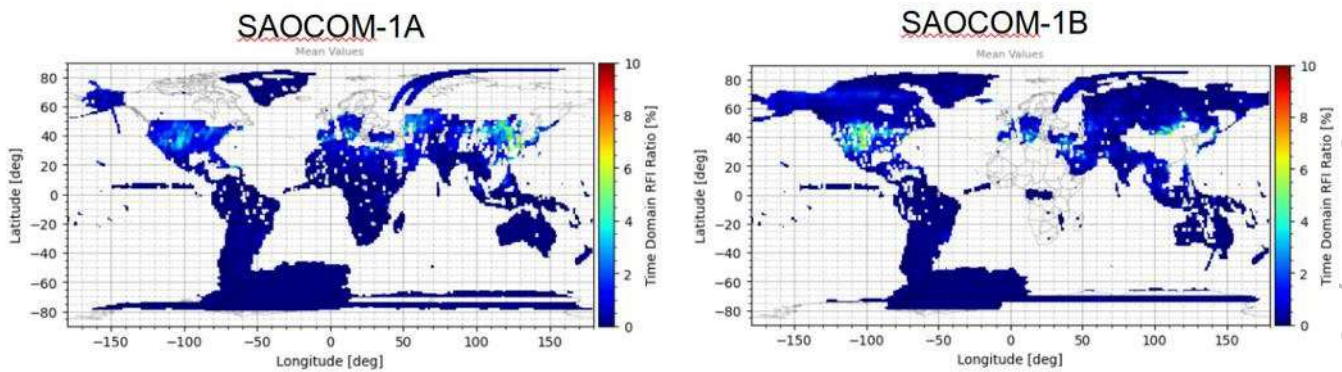 SAOCOM-1A
Mean Values
80
60
40
20
0
−20
−40
−60
−80
Latitude [deg]
−150 −100 −50 0 50 100 150
Longitude [deg]
10
8
6
4
2
0
Time Domain RFI Ratio [%]
SAOCOM-1B
Mean Values
80
60
40
20
0
−20
−40
−60
−80
Latitude [deg]
−150 −100 −50 0 50 100 150
Longitude [deg]
10
8
6
4
2
0
Time Domain RFI Ratio [%]